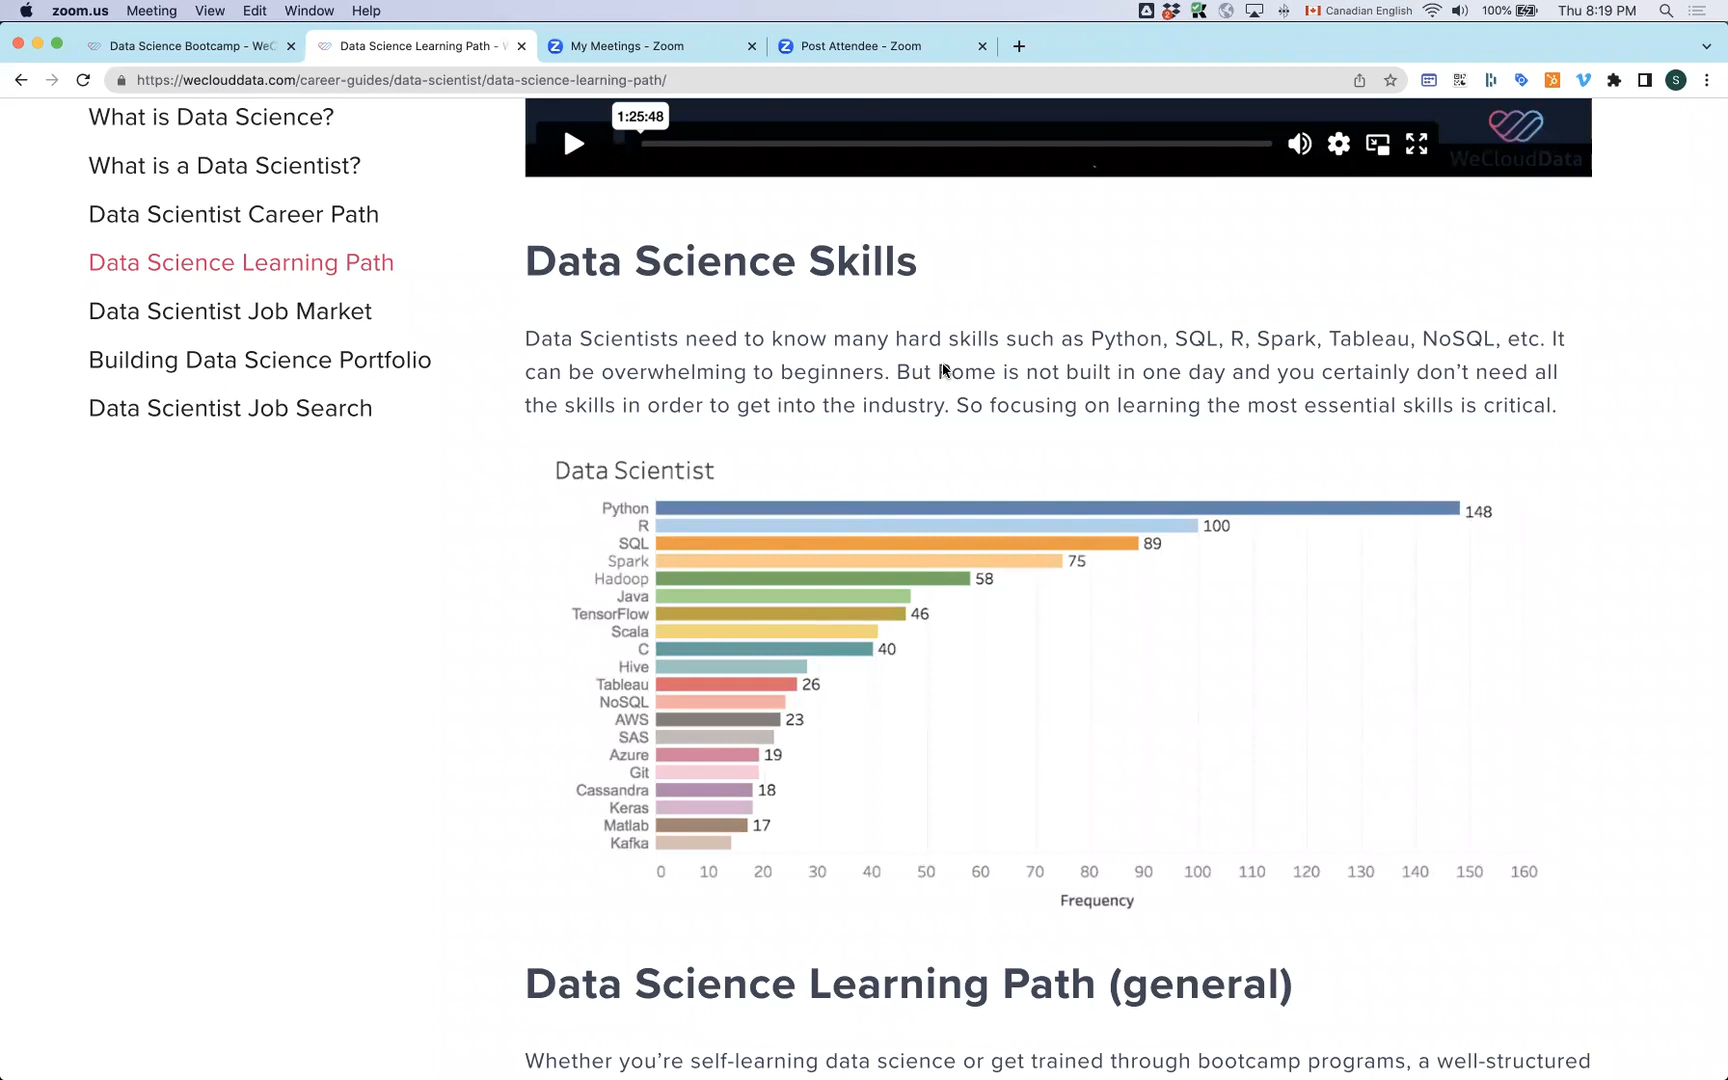 zoom.us Meeting View Edit Window Help
Canadian English 100% Thu 8:19 PM
Data Science Bootcamp - WeC
Data Science Learning Path - W
My Meetings - Zoom
Post Attendee - Zoom
https://weclouddata.com/career-guides/data-scientist/data-science-learning-path/
S
What is Data Science?
What is a Data Scientist?
Data Scientist Career Path
Data Science Learning Path
Data Scientist Job Market
Building Data Science Portfolio
Data Scientist Job Search
1:25:48
WeCloudData
Data Science Skills
Data Scientists need to know many hard skills such as Python, SQL, R, Spark, Tableau, NoSQL, etc. It
can be overwhelming to beginners. But Rome is not built in one day and you certainly don't need all
the skills in order to get into the industry. So focusing on learning the most essential skills is critical.
Data Scientist
Python 148
R 100
SQL 89
Spark 75
Hadoop 58
Java
TensorFlow 46
Scala
C 40
Hive
Tableau 26
NoSQL
AWS 23
SAS
Azure 19
Git
Cassandra 18
Keras
Matlab 17
Kafka
0 10 20 30 40 50 60 70 80 90 100 110 120 130 140 150 160
Frequency
Data Science Learning Path (general)
Whether you're self-learning data science or get trained through bootcamp programs, a well-structured